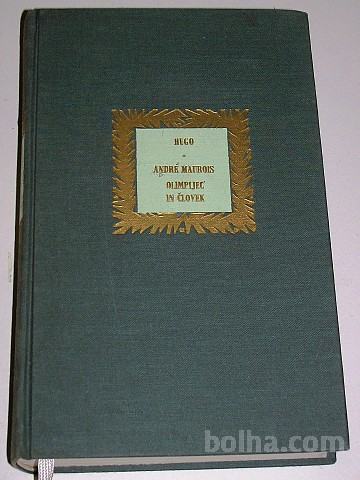 HUGO
ANDRÉ MAUROIS
OLIMPIJEC
IN ČLOVEK
bolha.com